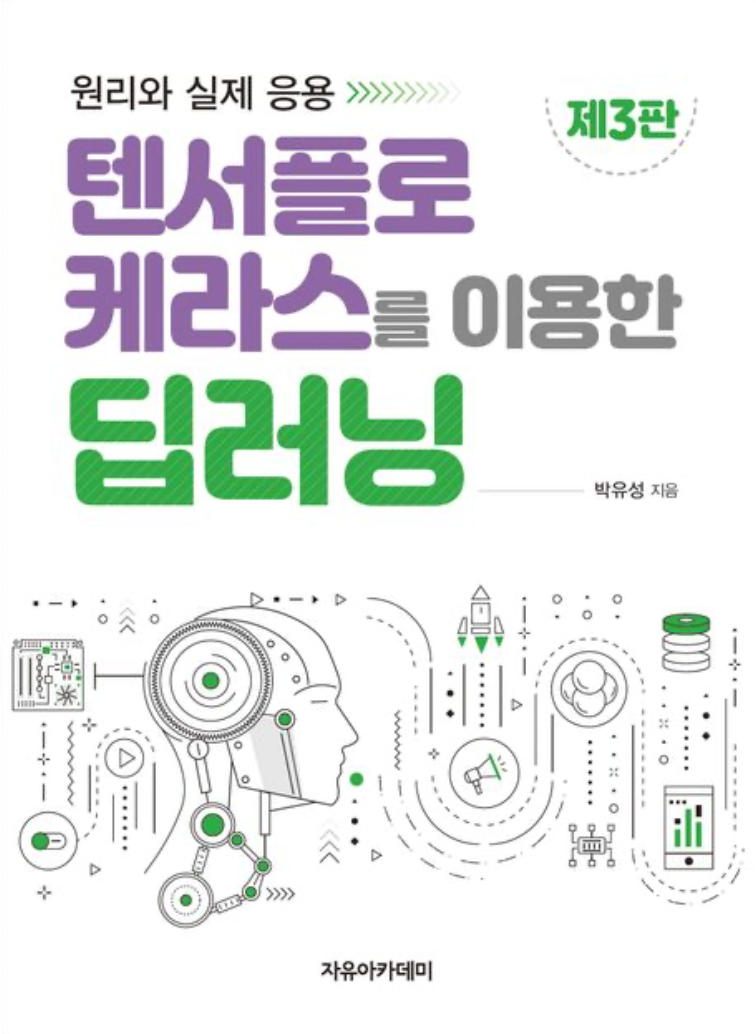 원리와 실제 응용
제3판
텐서플로
케라스를 이용한
딥러닝
박유성 지음
자유아카데미